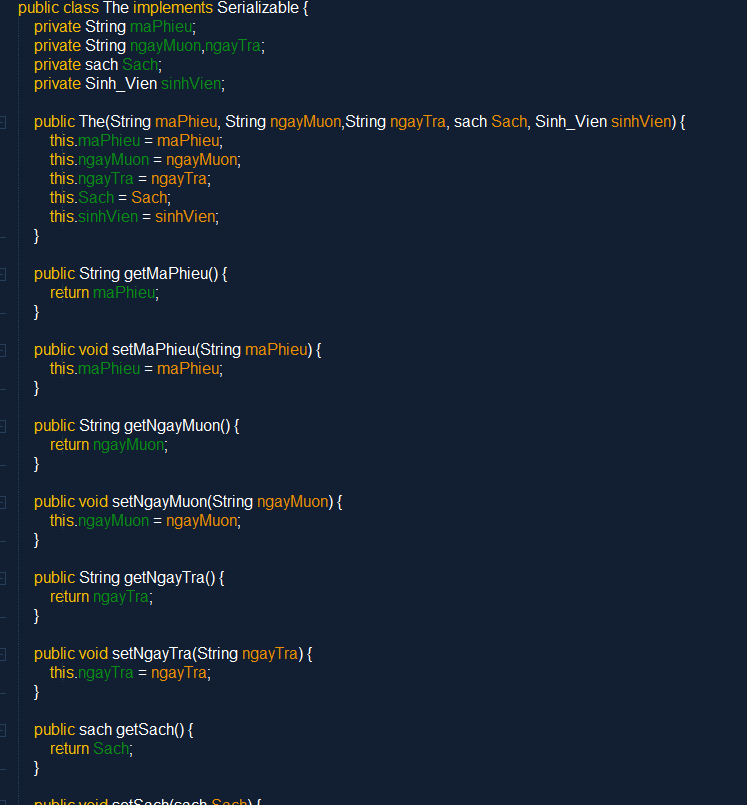 public class The implements Serializable {
private String maPhieu;
private String ngayMuon,ngayTra;
private sach Sach;
private Sinh_Vien sinhVien;
public The(String maPhieu, String ngayMuon,String ngayTra, sach Sach, Sinh_Vien sinhVien) {
this.maPhieu = maPhieu;
this.ngayMuon = ngayMuon;
this.ngayTra = ngayTra;
this.Sach = Sach;
this.sinhVien = sinhVien;
}
public String getMaPhieu() {
return maPhieu;
}
public void setMaPhieu(String maPhieu) {
this.maPhieu = maPhieu;
}
public String getNgayMuon() {
return ngayMuon;
}
public void setNgayMuon(String ngayMuon) {
this.ngayMuon = ngayMuon;
}
public String getNgayTra() {
return ngayTra;
}
public void setNgayTra(String ngayTra) {
this.ngayTra = ngayTra;
}
public sach getSach() {
return Sach;
}
public void setSach(sach Sach) {